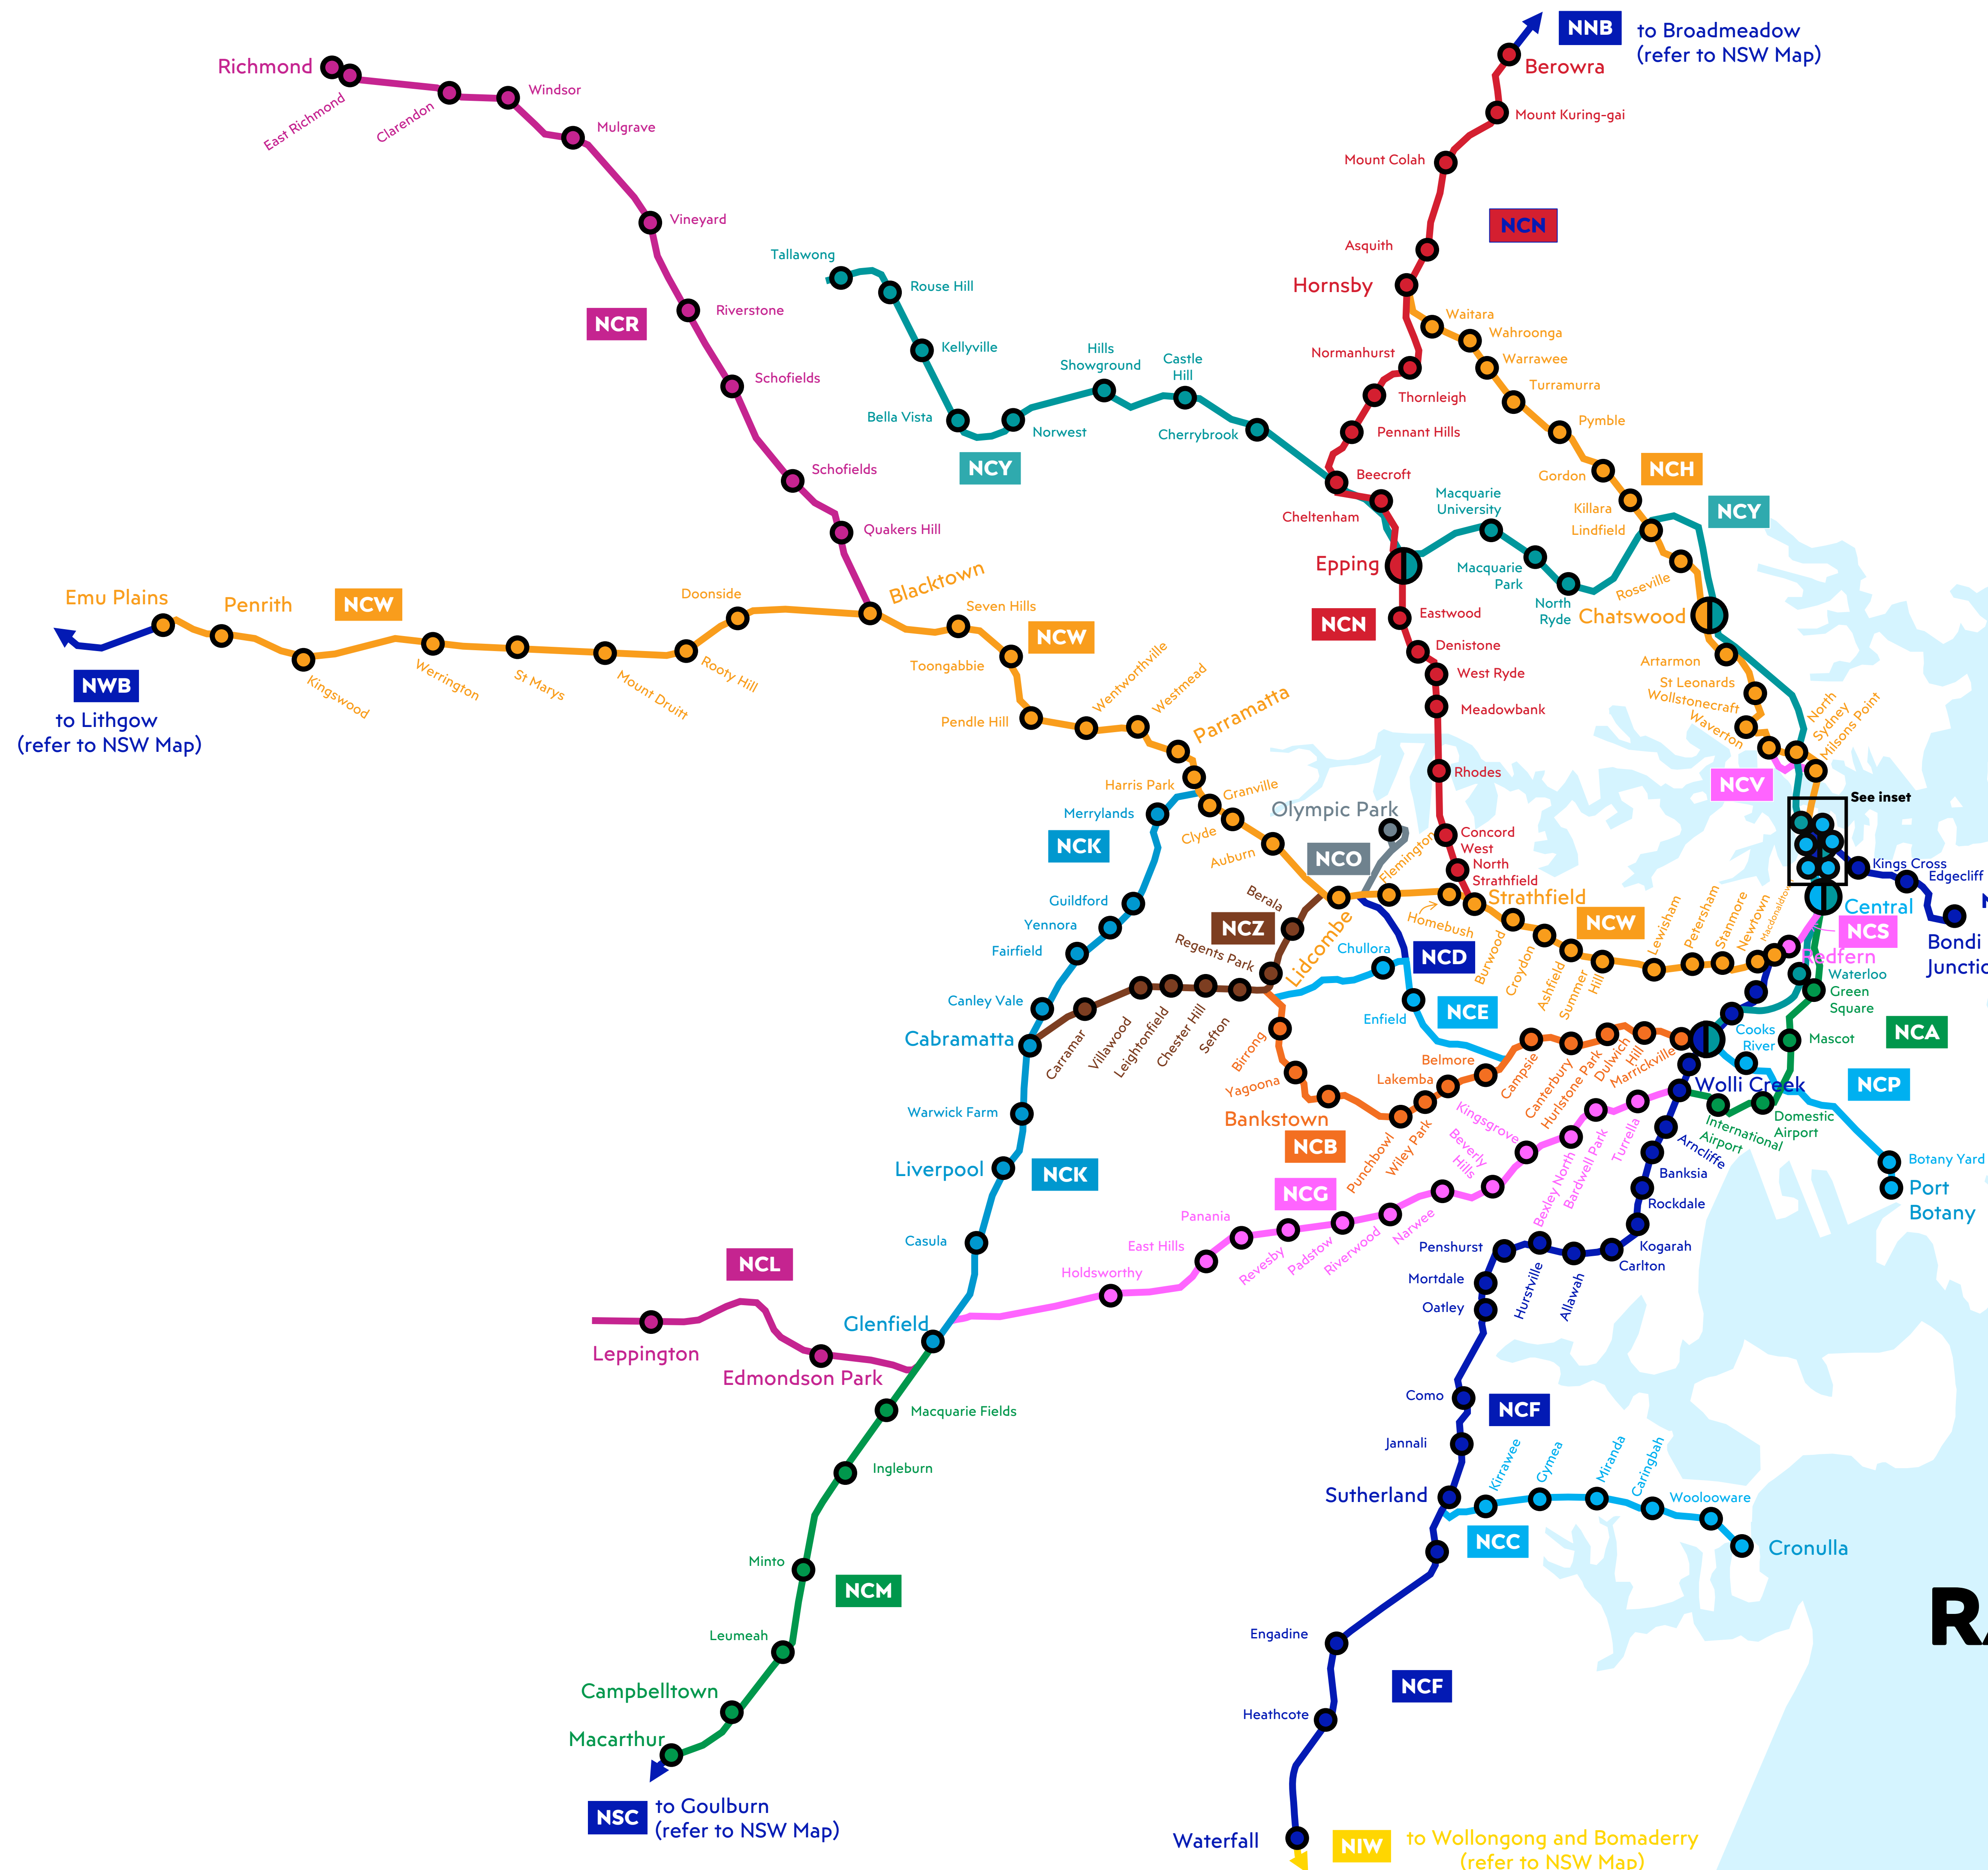 NNB
to Broadmeadow
(refer to NSW Map)
Richmond
East Richmond
Clarendon
Windsor
Mulgrave
Vineyard
NCR
Riverstone
Schofields
Schofields
Quakers Hill
Berowra
Mount Kuring-gai
Mount Colah
NCN
Asquith
Hornsby
Normanhurst
Thornleigh
Pennant Hills
Beecroft
Cheltenham
Epping
Tallawong
Rouse Hill
Kellyville
Bella Vista
NCY
Norwest
Hills
Showground
Castle
Hill
Cherrybrook
Macquarie
University
Macquarie
Park
North
Ryde
Waitara
Wahroonga
Warrawee
Turramurra
Pymble
Gordon
NCH
Killara
Lindfield
NCY
Roseville
Chatswood
Artarmon
St Leonards
Wollstonecraft
Waverton
North
Sydney
Milsons Point
NCV
See inset
Kings Cross
Edgecliff
Bondi
Junctio
Central
NCS
Redfern
Waterloo
Green
Square
Mascot
NCA
Domestic
Airport
International
Airport
NCN
Eastwood
Denistone
West Ryde
Meadowbank
Rhodes
Concord
West
North
Strathfield
Emu Plains
Penrith
NCW
Kingswood
Werrington
St Marys
Mount Druitt
Rooty Hill
Doonside
Blacktown
Seven Hills
NCW
Toongabbie
Pendle Hill
Wentworthville
Westmead
Parramatta
Harris Park
Granville
Clyde
Auburn
Lidcombe
Flemington
Homebush
Strathfield
Burwood
Croydon
Ashfield
Summer
Hill
NCW
Lewisham
Petersham
Stanmore
Newtown
Macdonaldtown
NWB
to Lithgow
(refer to NSW Map)
Olympic Park
NCO
Merrylands
NCK
Guildford
Yennora
Fairfield
Canley Vale
Cabramatta
Warwick Farm
Liverpool
NCK
Casula
Glenfield
Berala
NCZ
Regents Park
Sefton
Chester Hill
Leightonfield
Villawood
Carramar
Chullora
NCD
Enfield
NCE
Birrong
Yagoona
Bankstown
NCB
Punchbowl
Wiley Park
Lakemba
Belmore
Campsie
Canterbury
Hurlstone Park
Dulwich
Hill
Marrickville
Cooks
River
NCP
Botany Yard
Port
Botany
Wolli Creek
Turrella
Bardwell Park
Bexley North
Kingsgrove
Beverly
Hills
Narwee
Riverwood
Padstow
Revesby
NCG
Panania
East Hills
Holdsworthy
Arncliffe
Banksia
Rockdale
Kogarah
Carlton
Allawah
Hurstville
Penshurst
Mortdale
Oatley
Como
NCF
Jannali
Sutherland
NCC
Kirrawee
Gymea
Miranda
Caringbah
Woolooware
Cronulla
Engadine
NCF
Heathcote
Waterfall
NIW
to Wollongong and Bomaderry
(refer to NSW Map)
NCL
Leppington
Edmondson Park
Macquarie Fields
Ingleburn
Minto
NCM
Leumeah
Campbelltown
Macarthur
NSC
to Goulburn
(refer to NSW Map)